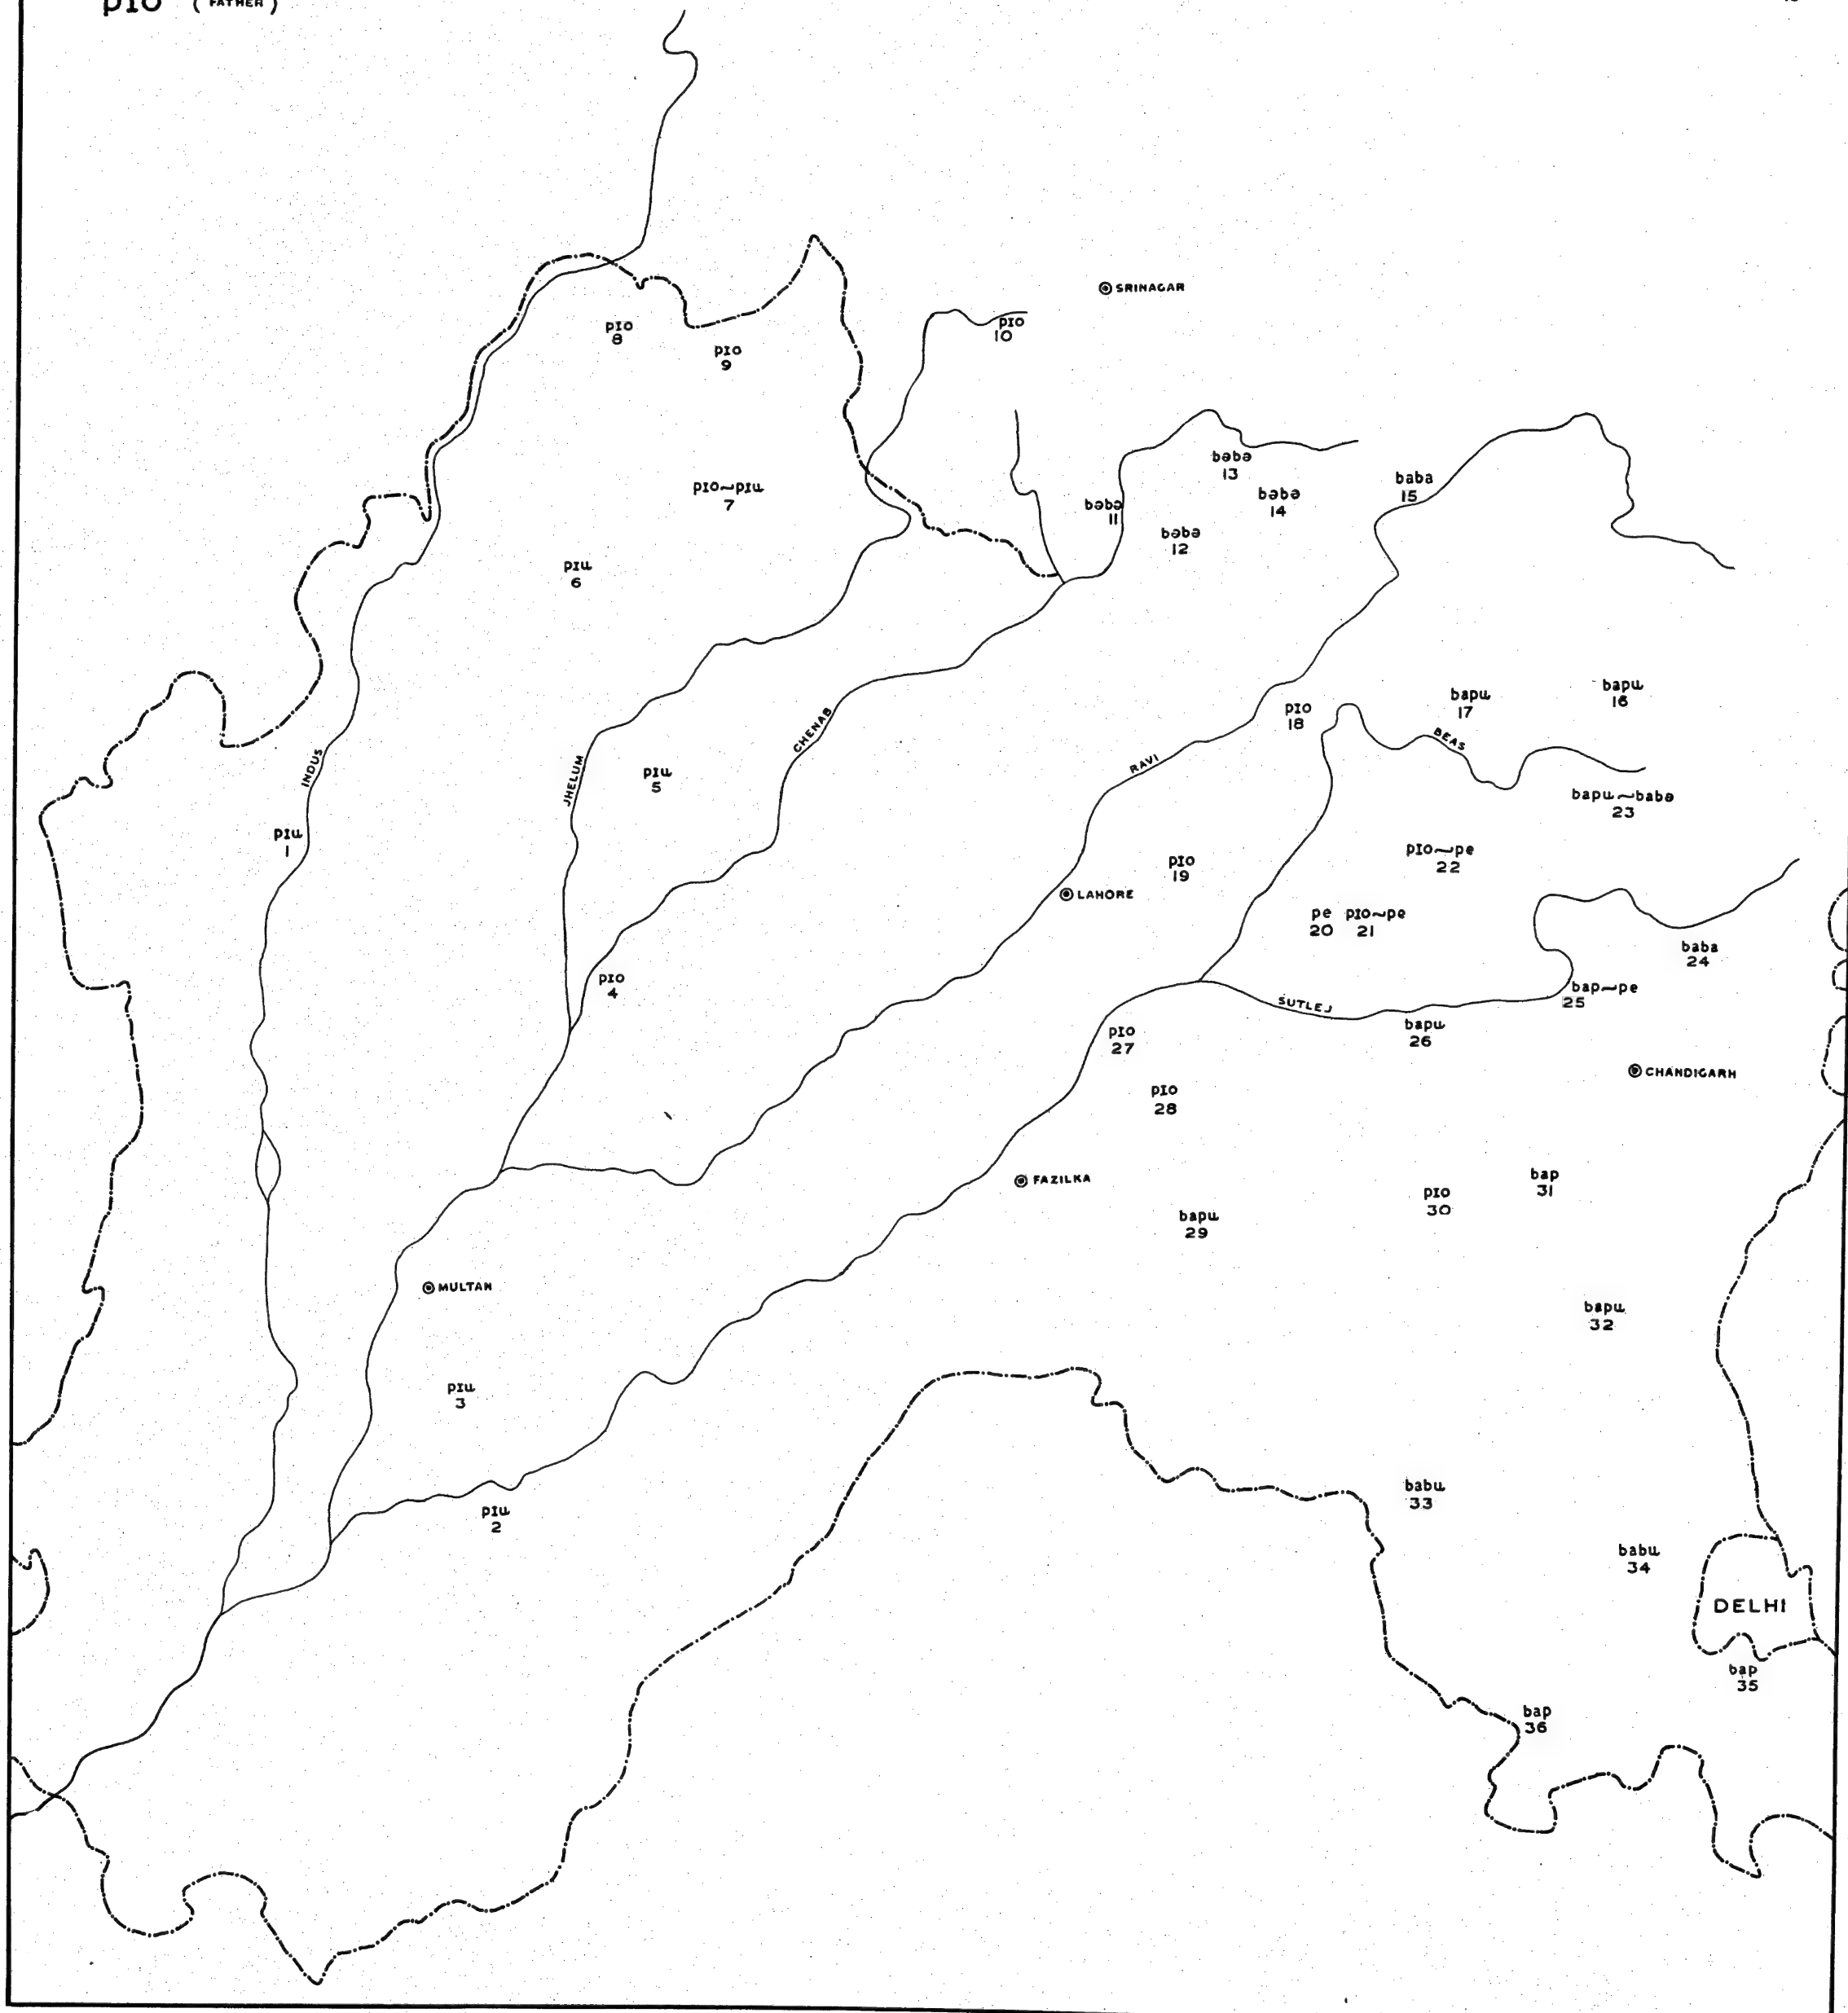 pɪo (FATHER)
SRINAGAR
pɪo
8
pɪo
9
pɪo
10
bəbə
13
baba
15
pɪo~pɪu
7
bəbə
14
bəbə
11
bəbə
12
pɪu
6
bapu
16
bapu
17
pɪo
18
CHENAB
BEAS
INDUS
JHELUM
pɪu
5
RAVI
bapu~babə
23
pɪu
1
pɪo~pe
22
pɪo
19
LAHORE
pe
20
pɪo~pe
21
baba
24
pɪo
4
bap~pe
25
SUTLEJ
bapu
26
pɪo
27
CHANDIGARH
pɪo
28
FAZILKA
bap
31
pɪo
30
bapu
29
MULTAN
bapu
32
pɪu
3
babu
33
pɪu
2
babu
34
DELHI
bap
35
bap
36